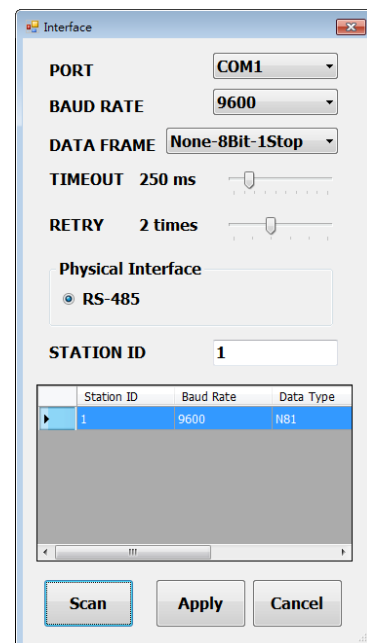 Interface
PORT COM1
BAUD RATE 9600
DATA FRAME None-8Bit-1Stop
TIMEOUT 250 ms
RETRY 2 times
Physical Interface
RS-485
STATION ID 1
Station ID Baud Rate Data Type
1 9600 N81
Scan Apply Cancel